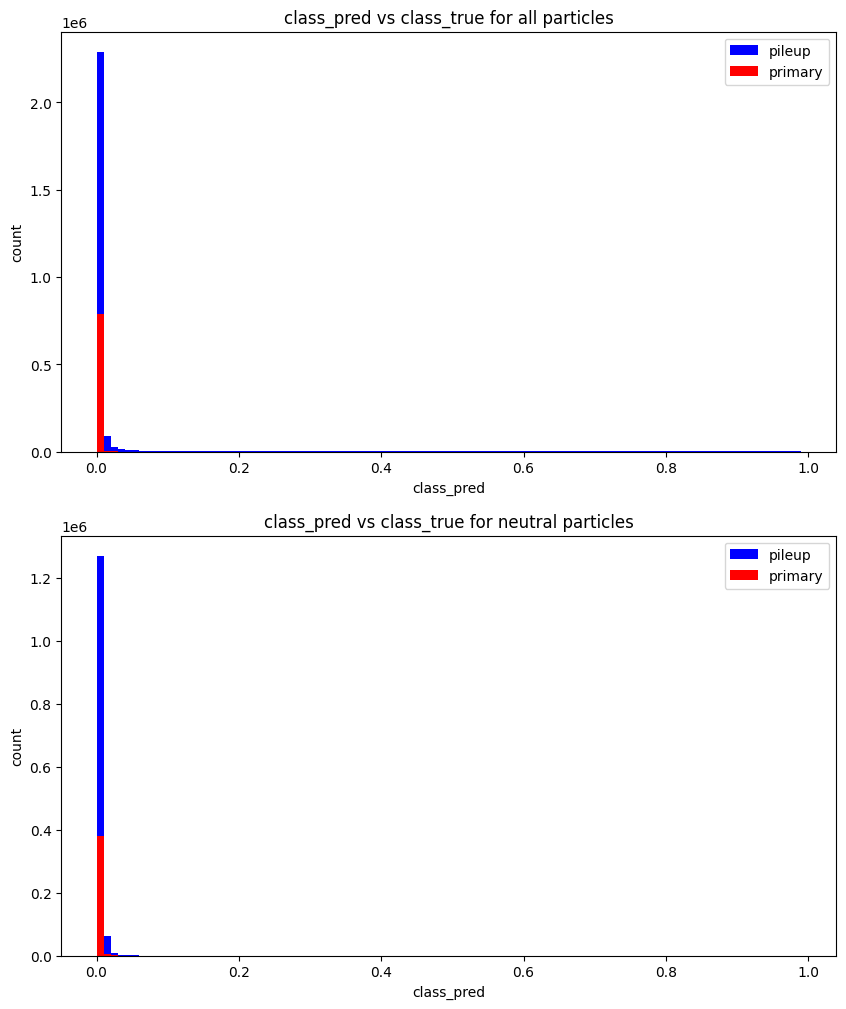 class_pred vs class_true for all particles
1e6
pileup
primary
2.0
1.5
1.0
0.5
0.0
count
0.0 0.2 0.4 0.6 0.8 1.0
class_pred
class_pred vs class_true for neutral particles
1e6
pileup
primary
1.2
1.0
0.8
0.6
0.4
0.2
0.0
count
0.0 0.2 0.4 0.6 0.8 1.0
class_pred